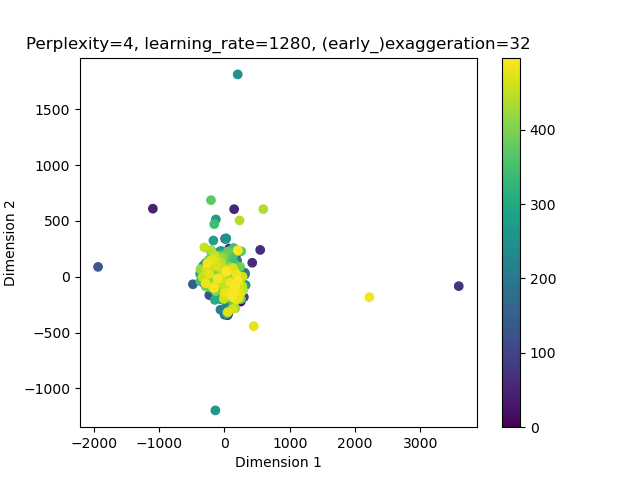 Perplexity=4, learning_rate=1280, (early_)exaggeration=32
Dimension 2
1500
1000
500
0
−500
−1000
−2000 −1000 0 1000 2000 3000
Dimension 1
400
300
200
100
0